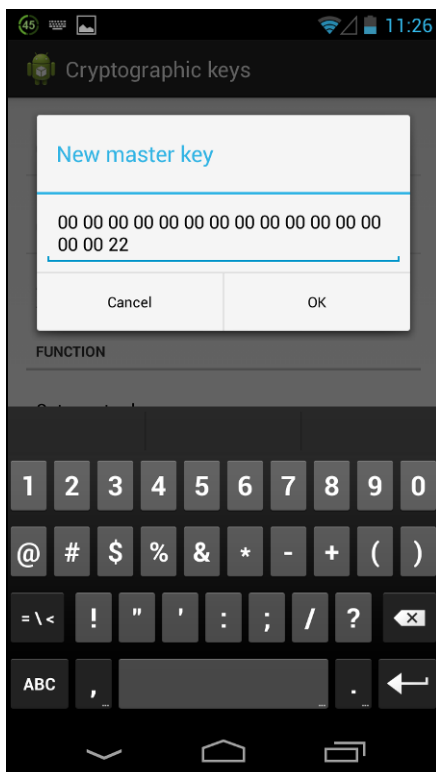 45
11:26
Cryptographic keys
New master key
00 00 00 00 00 00 00 00 00 00 00 00 00
00 00 22
Cancel
OK
FUNCTION
1 2 3 4 5 6 7 8 9 0
@ # $ % & * - + ( )
= \ < ! " ' : ; / ?
ABC , .